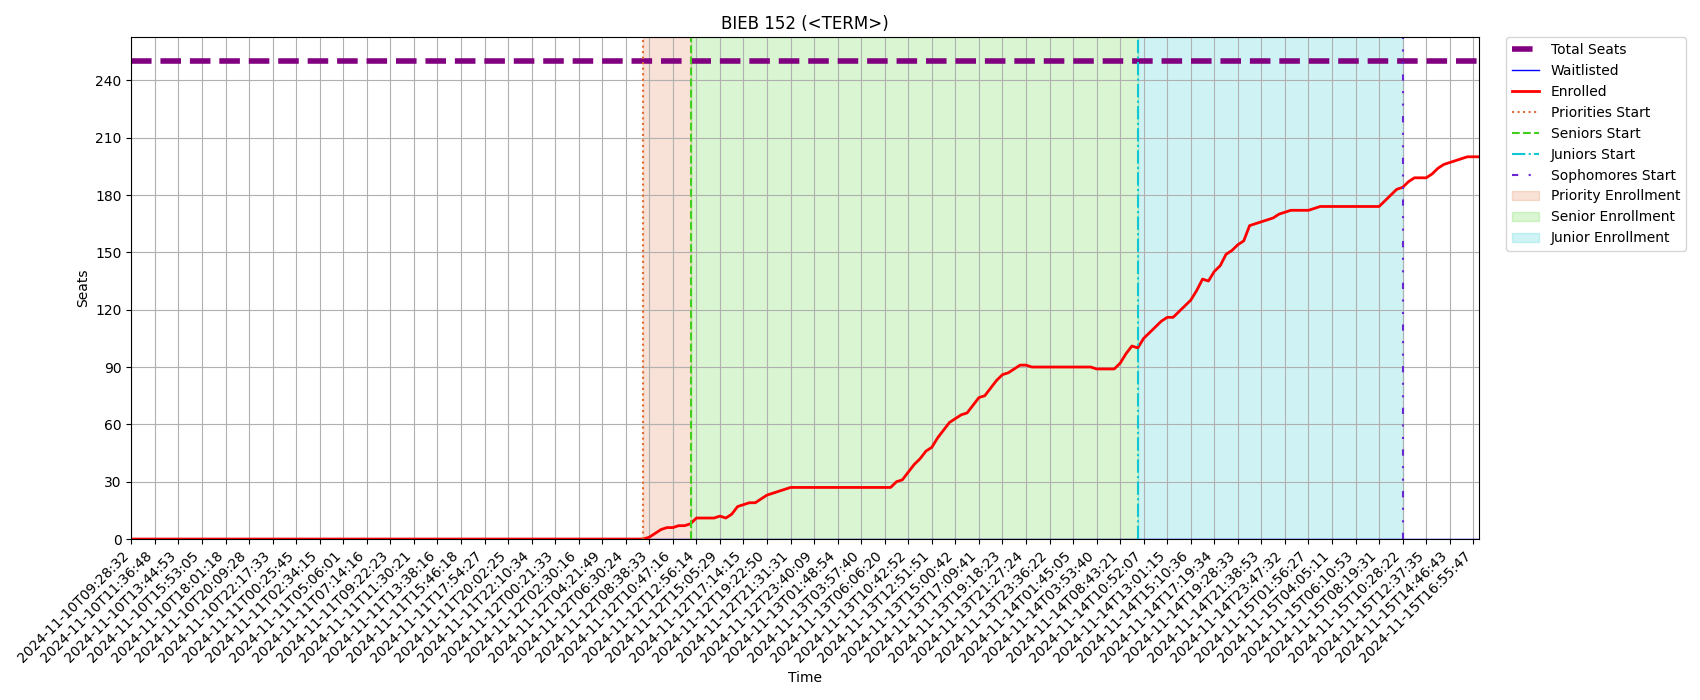 BIEB 152 (<TERM>)
Total Seats
Waitlisted
Enrolled
Priorities Start
Seniors Start
Juniors Start
Sophomores Start
Priority Enrollment
Senior Enrollment
Junior Enrollment
Seats
240
210
180
150
120
90
60
30
0
2024-11-10T09:28:32
2024-11-10T11:36:48
2024-11-10T13:44:53
2024-11-10T15:53:05
2024-11-10T18:01:18
2024-11-10T20:09:28
2024-11-10T22:17:33
2024-11-11T00:25:45
2024-11-11T02:34:15
2024-11-11T05:06:01
2024-11-11T07:14:16
2024-11-11T09:22:23
2024-11-11T11:30:21
2024-11-11T13:38:16
2024-11-11T15:46:18
2024-11-11T17:54:27
2024-11-11T20:02:25
2024-11-11T22:10:34
2024-11-12T00:21:33
2024-11-12T02:30:16
2024-11-12T04:21:49
2024-11-12T06:30:24
2024-11-12T08:38:33
2024-11-12T10:47:16
2024-11-12T12:56:14
2024-11-12T15:05:29
2024-11-12T17:14:15
2024-11-12T19:22:50
2024-11-12T21:31:31
2024-11-12T23:40:09
2024-11-13T01:48:54
2024-11-13T03:57:40
2024-11-13T06:06:20
2024-11-13T10:42:52
2024-11-13T12:51:51
2024-11-13T15:00:42
2024-11-13T17:09:41
2024-11-13T19:18:23
2024-11-13T21:27:24
2024-11-13T23:36:22
2024-11-14T01:45:05
2024-11-14T03:53:40
2024-11-14T08:43:21
2024-11-14T10:52:07
2024-11-14T13:01:15
2024-11-14T15:10:36
2024-11-14T17:19:34
2024-11-14T19:28:33
2024-11-14T21:38:53
2024-11-14T23:47:32
2024-11-15T01:56:27
2024-11-15T04:05:11
2024-11-15T06:10:53
2024-11-15T08:19:31
2024-11-15T10:28:22
2024-11-15T12:37:35
2024-11-15T14:46:43
2024-11-15T16:55:47
Time